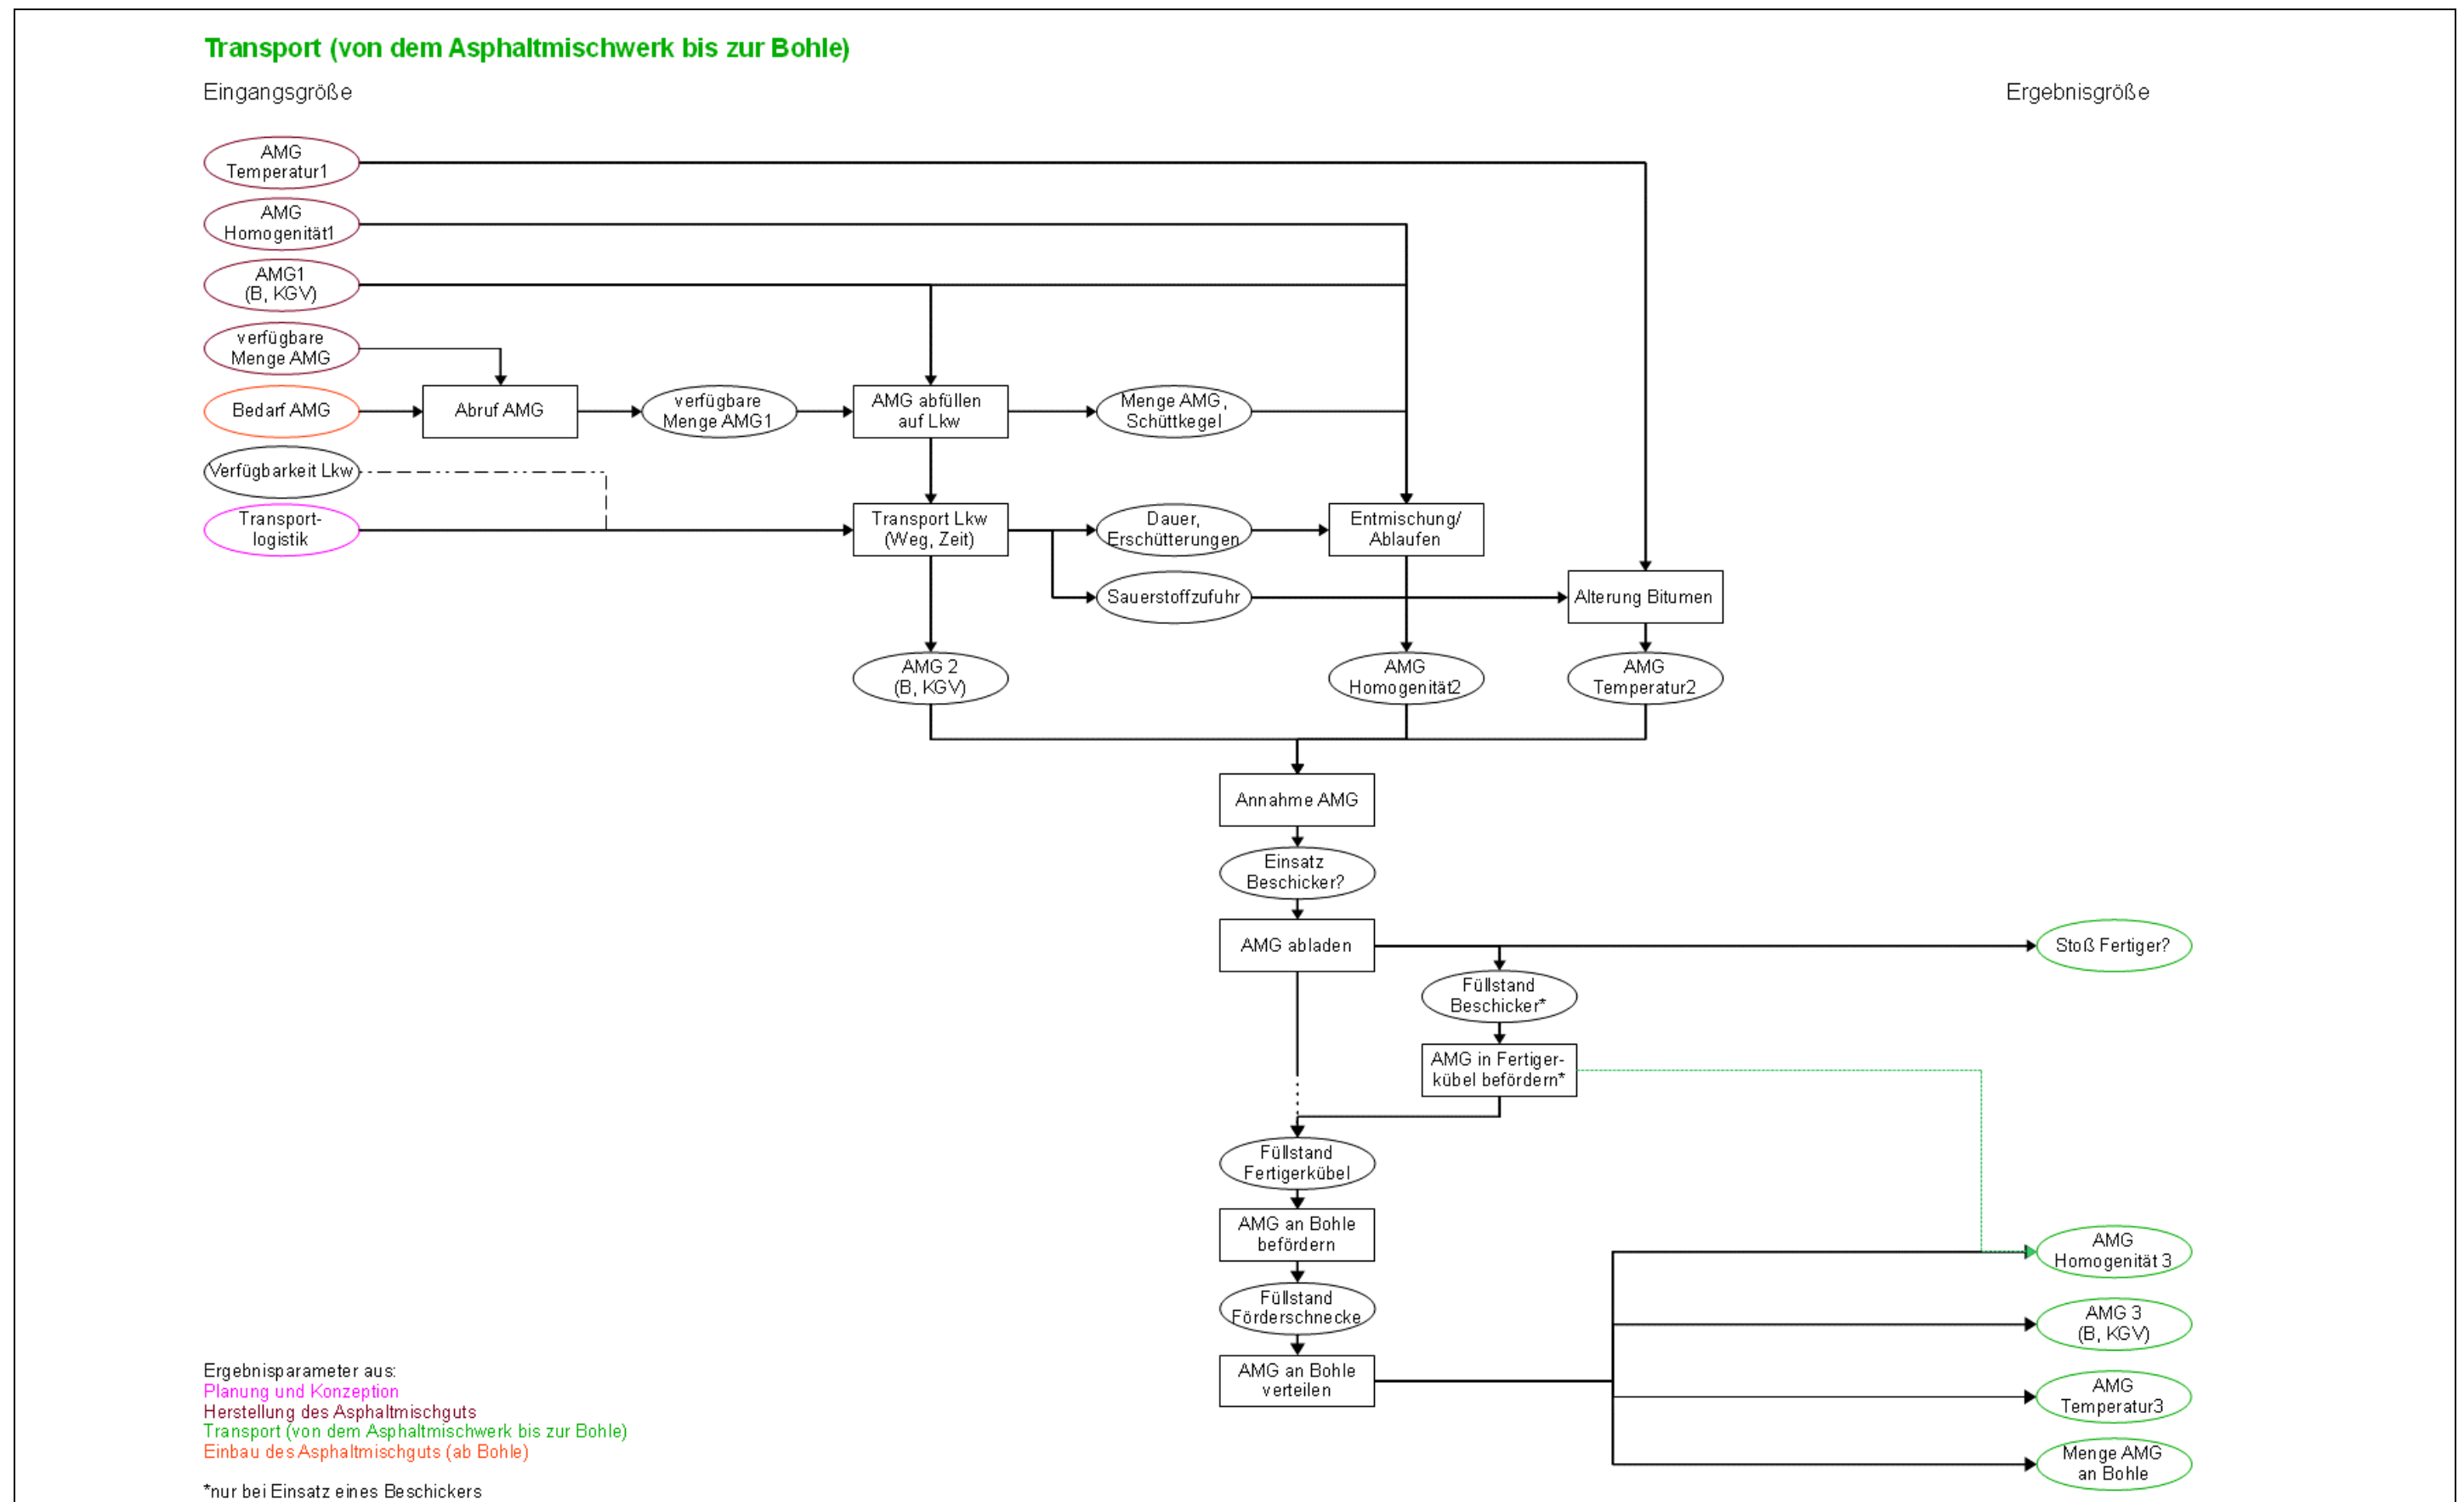 Transport (von dem Asphaltmischwerk bis zur Bohle)
Eingangsgröße
Ergebnisgröße
AMG
Temperatur1
AMG
Homogenität1
AMG1
(B, KGV)
verfügbare
Menge AMG
Bedarf AMG
Abruf AMG
verfügbare
Menge AMG1
AMG abfüllen
auf Lkw
Menge AMG,
Schüttkegel
Verfügbarkeit Lkw
Transport-
logistik
Transport Lkw
(Weg, Zeit)
Dauer,
Erschütterungen
Entmischung/
Ablaufen
Sauerstoffzufuhr
Alterung Bitumen
AMG 2
(B, KGV)
AMG
Homogenität2
AMG
Temperatur2
Annahme AMG
Einsatz
Beschicker?
AMG abladen
Stoß Fertiger?
Füllstand
Beschicker*
AMG in Fertiger-
kübel befördern*
Füllstand
Fertigerkübel
AMG an Bohle
befördern
AMG
Homogenität 3
Füllstand
Förderschnecke
AMG 3
(B, KGV)
AMG an Bohle
verteilen
AMG
Temperatur3
Menge AMG
an Bohle
Ergebnisparameter aus:
Planung und Konzeption
Herstellung des Asphaltmischguts
Transport (von dem Asphaltmischwerk bis zur Bohle)
Einbau des Asphaltmischguts (ab Bohle)
*nur bei Einsatz eines Beschickers